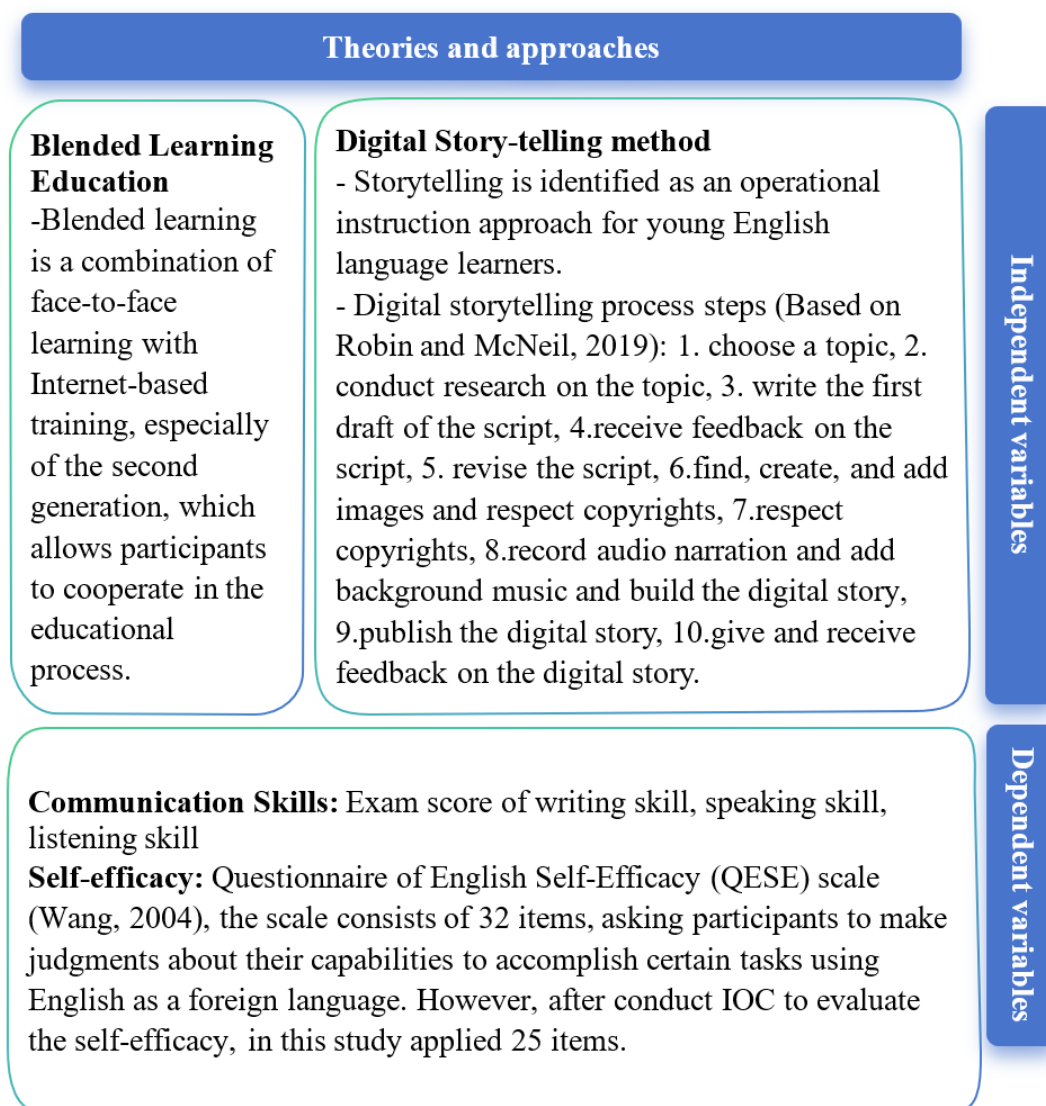 Theories and approaches
Blended Learning
Education
-Blended learning
is a combination of
face-to-face
learning with
Internet-based
training, especially
of the second
generation, which
allows participants
to cooperate in the
educational
process.
Digital Story-telling method
- Storytelling is identified as an operational
instruction approach for young English
language learners.
- Digital storytelling process steps (Based on
Robin and McNeil, 2019): 1. choose a topic, 2.
conduct research on the topic, 3. write the first
draft of the script, 4.receive feedback on the
script, 5. revise the script, 6.find, create, and add
images and respect copyrights, 7.respect
copyrights, 8.record audio narration and add
background music and build the digital story,
9.publish the digital story, 10.give and receive
feedback on the digital story.
Independent variables
Communication Skills: Exam score of writing skill, speaking skill,
listening skill
Self-efficacy: Questionnaire of English Self-Efficacy (QESE) scale
(Wang, 2004), the scale consists of 32 items, asking participants to make
judgments about their capabilities to accomplish certain tasks using
English as a foreign language. However, after conduct IOC to evaluate
the self-efficacy, in this study applied 25 items.
Dependent variables